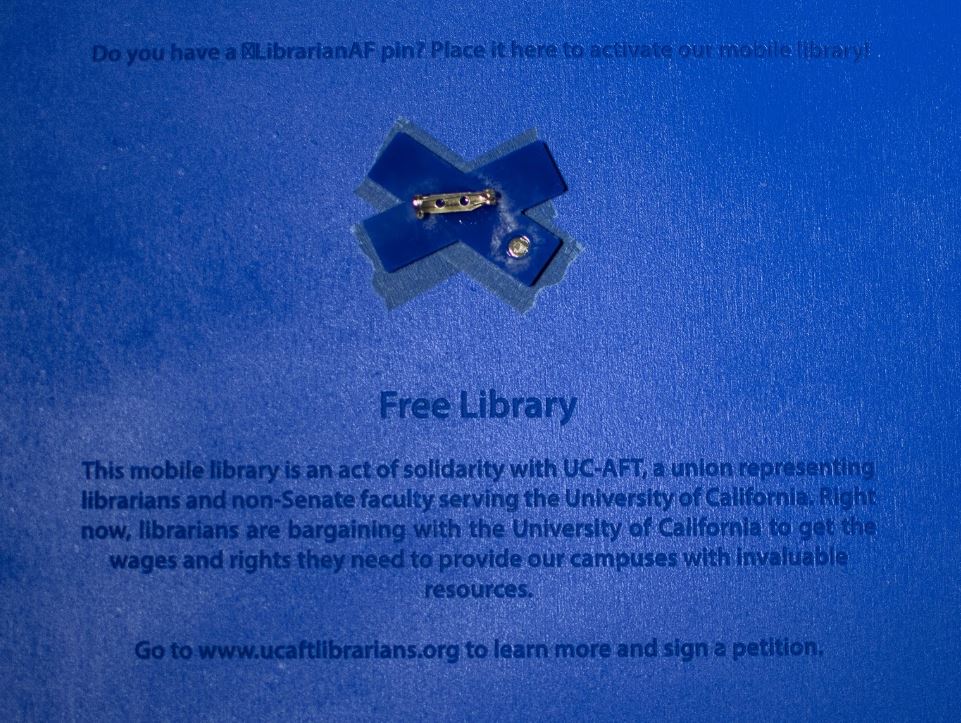 Do you have a �LibrarianAF pin? Place it here to activate our mobile library!
Free Library
This mobile library is an act of solidarity with UC-AFT, a union representing
librarians and non-Senate faculty serving the University of California. Right
now, librarians are bargaining with the University of California to get the
wages and rights they need to provide our campuses with invaluable
resources.
Go to www.ucaftlibrarians.org to learn more and sign a petition.